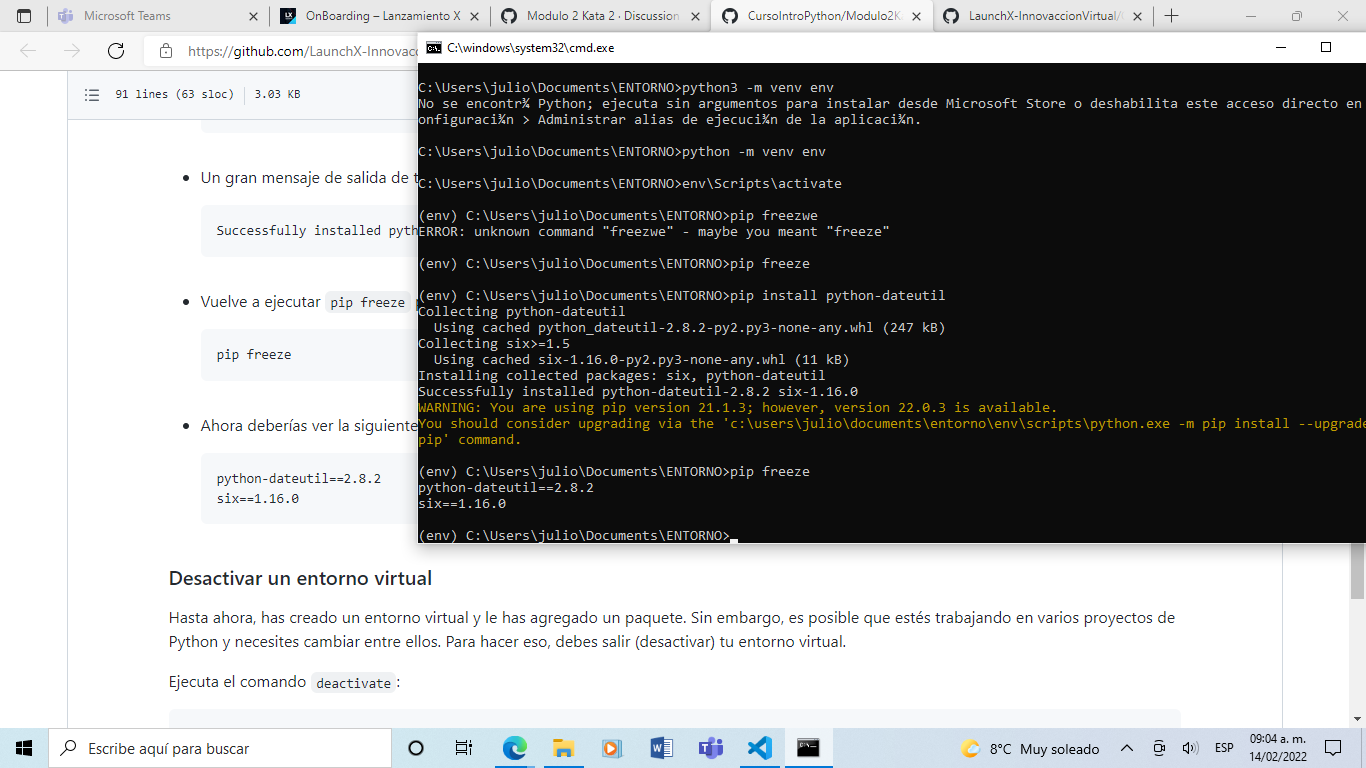 Microsoft Teams
OnBoarding – Lanzamiento X
Modulo 2 Kata 2 · Discussion
CursoIntroPython/Modulo2K
LaunchX-InnovaccionVirtual/
https://github.com/LaunchX-Innovacc
C:\windows\system32\cmd.exe
91 lines (63 sloc)
3.03 KB
Un gran mensaje de salida de t
Successfully installed pyth
Vuelve a ejecutar pip freeze
pip freeze
Ahora deberías ver la siguiente
python-dateutil==2.8.2
six==1.16.0
C:\Users\julio\Documents\ENTORNO>python3 -m venv env
No se encontr¾ Python; ejecuta sin argumentos para instalar desde Microsoft Store o deshabilita este acceso directo en
onfiguraci¾n > Administrar alias de ejecuci¾n de la aplicaci¾n.
C:\Users\julio\Documents\ENTORNO>python -m venv env
C:\Users\julio\Documents\ENTORNO>env\Scripts\activate
(env) C:\Users\julio\Documents\ENTORNO>pip freezwe
ERROR: unknown command "freezwe" - maybe you meant "freeze"
(env) C:\Users\julio\Documents\ENTORNO>pip freeze
(env) C:\Users\julio\Documents\ENTORNO>pip install python-dateutil
Collecting python-dateutil
Using cached python_dateutil-2.8.2-py2.py3-none-any.whl (247 kB)
Collecting six>=1.5
Using cached six-1.16.0-py2.py3-none-any.whl (11 kB)
Installing collected packages: six, python-dateutil
Successfully installed python-dateutil-2.8.2 six-1.16.0
WARNING: You are using pip version 21.1.3; however, version 22.0.3 is available.
You should consider upgrading via the 'c:\users\julio\documents\entorno\env\scripts\python.exe -m pip install --upgrade
pip' command.
(env) C:\Users\julio\Documents\ENTORNO>pip freeze
python-dateutil==2.8.2
six==1.16.0
(env) C:\Users\julio\Documents\ENTORNO>
Desactivar un entorno virtual
Hasta ahora, has creado un entorno virtual y le has agregado un paquete. Sin embargo, es posible que estés trabajando en varios proyectos de
Python y necesites cambiar entre ellos. Para hacer eso, debes salir (desactivar) tu entorno virtual.
Ejecuta el comando deactivate:
Escribe aquí para buscar
8°C Muy soleado
ESP
09:04 a. m.
14/02/2022